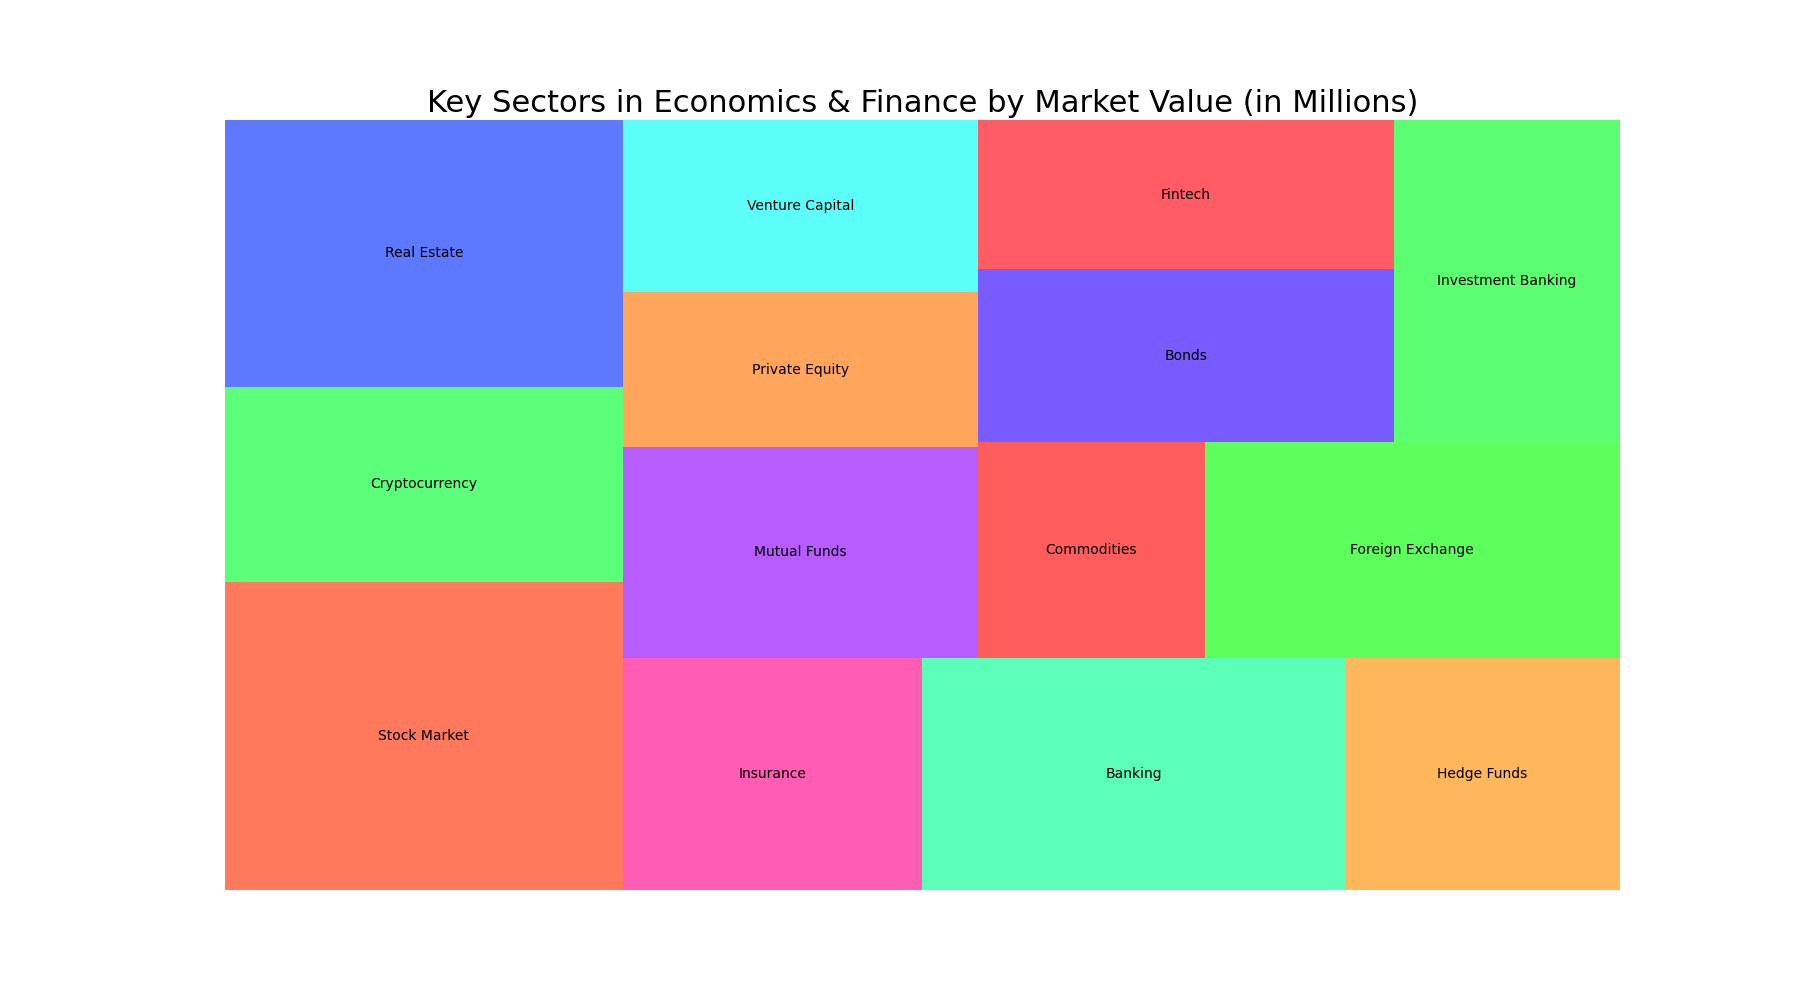 Key Sectors in Economics & Finance by Market Value (in Millions)
Real Estate
Cryptocurrency
Stock Market
Venture Capital
Private Equity
Mutual Funds
Fintech
Bonds
Investment Banking
Commodities
Foreign Exchange
Insurance
Banking
Hedge Funds